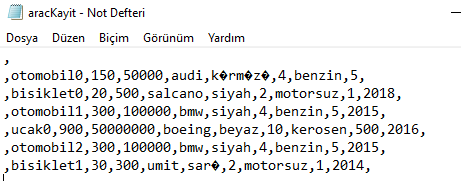 aracKayit - Not Defteri
Dosya Düzen Biçim Görünüm Yardım
,
,otomobil0,150,50000,audi,k�rm�z�,4,benzin,5,
,bisiklet0,20,500,salcano,siyah,2,motorsuz,1,2018,
,otomobil1,300,100000,bmw,siyah,4,benzin,5,2015,
,ucak0,900,50000000,boeing,beyaz,10,kerosen,500,2016,
,otomobil2,300,100000,bmw,siyah,4,benzin,5,2015,
,bisiklet1,30,300,umit,sar�,2,motorsuz,1,2014,